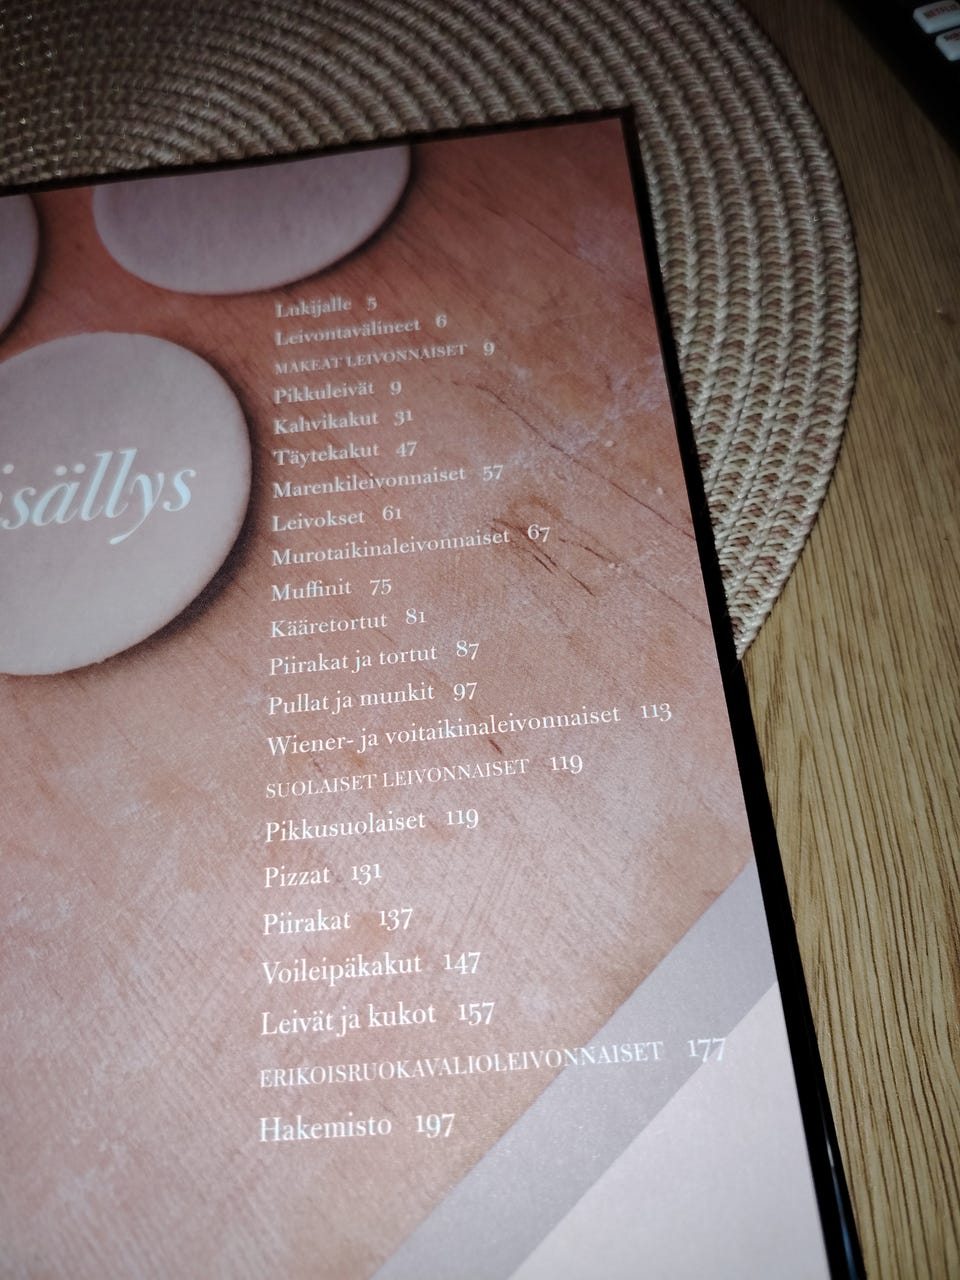 sällys
Lukijalle 5
Leivontavälineet 6
MAKEAT LEIVONNAISET 9
Pikkuleivät 9
Kahvikakut 31
Täytekakut 47
Marenkileivonnaiset 57
Leivokset 61
Murotaikinaleivonnaiset 67
Muffinit 75
Kääretortut 81
Piirakat ja tortut 87
Pullat ja munkit 97
Wiener- ja voitaikinaleivonnaiset 113
SUOLAISET LEIVONNAISET 119
Pikkusuolaiset 119
Pizzat 131
Piirakat 137
Voileipäkakut 147
Leivät ja kukot 157
ERIKOISRUOKAVALIOLEIVONNAISET 177
Hakemisto 197